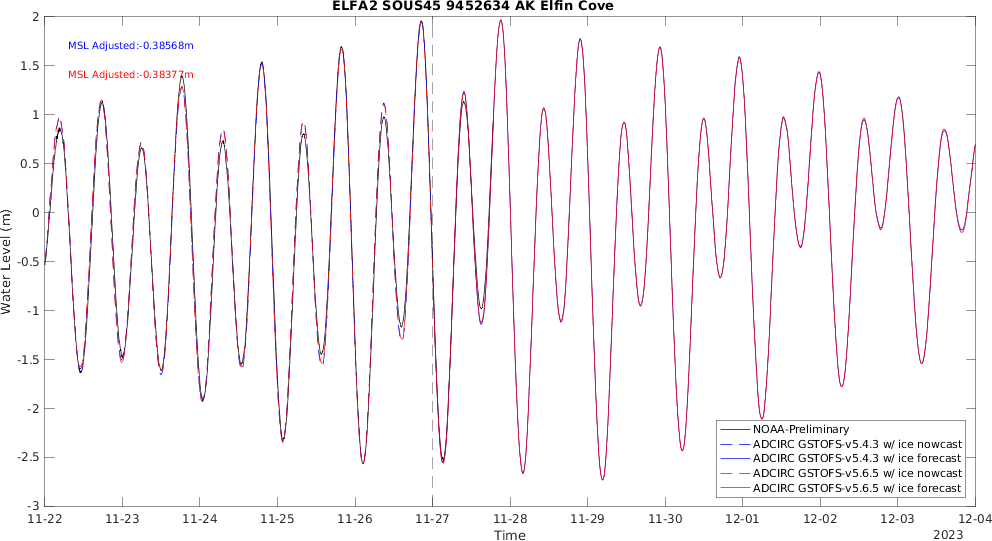 ELFA2 SOUS45 9452634 AK Elfin Cove
MSL Adjusted:-0.38568m
MSL Adjusted:-0.38377m
2
1.5
1
0.5
0
-0.5
-1
-1.5
-2
-2.5
-3
Water Level (m)
NOAA-Preliminary
ADCIRC GSTOFS-v5.4.3 w/ ice nowcast
ADCIRC GSTOFS-v5.4.3 w/ ice forecast
ADCIRC GSTOFS-v5.6.5 w/ ice nowcast
ADCIRC GSTOFS-v5.6.5 w/ ice forecast
11-22 11-23 11-24 11-25 11-26 11-27 11-28 11-29 11-30 12-01 12-02 12-03 12-04
Time
2023